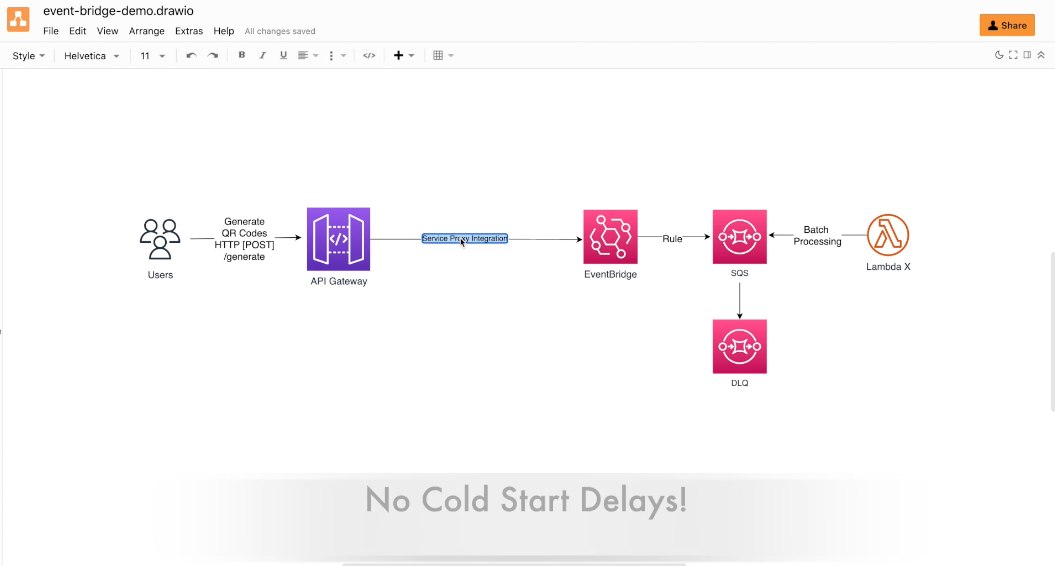 event-bridge-demo.drawio
File Edit View Arrange Extras Help All changes saved
Share
Style Helvetica 11 B I U
Generate
QR Codes
HTTP [POST]
/generate
Users
API Gateway
Service Proxy Integration
EventBridge
Rule
SQS
Batch
Processing
Lambda X
DLQ
No Cold Start Delays!